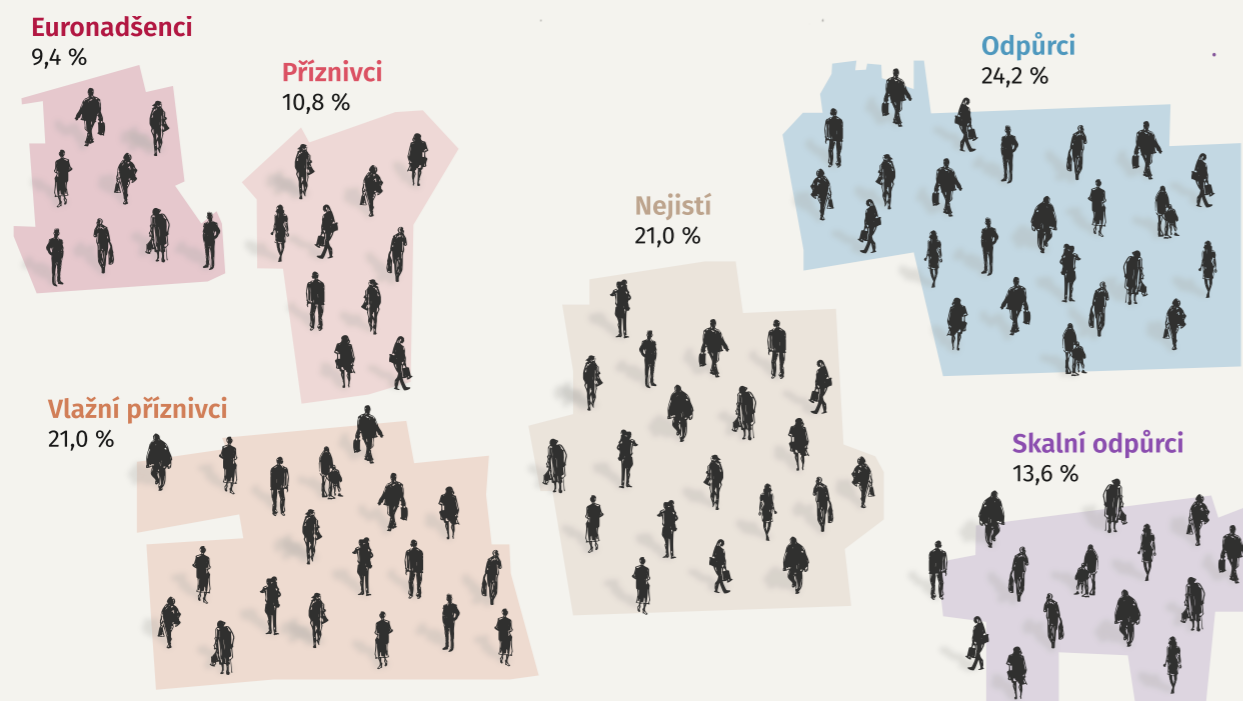 Euronadšenci
9,4 %
Příznivci
10,8 %
Odpůrci
24,2 %
Nejistí
21,0 %
Vlažní příznivci
21,0 %
Skalní odpůrci
13,6 %